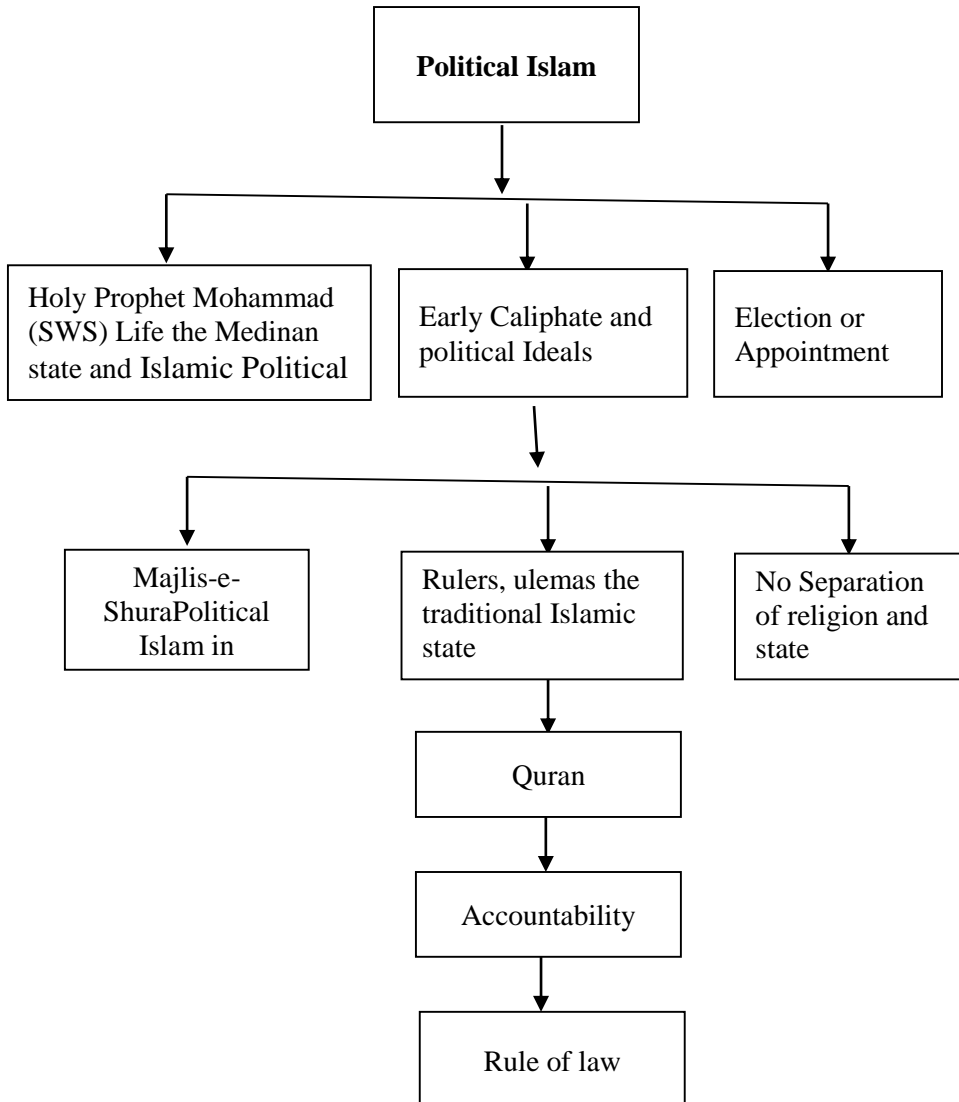 Political Islam
Holy Prophet Mohammad
(SWS) Life the Medinan
state and Islamic Political
Early Caliphate and
political Ideals
Election or
Appointment
Majlis-e-
ShuraPolitical
Islam in
Rulers, ulemas the
traditional Islamic
state
No Separation
of religion and
state
Quran
Accountability
Rule of law